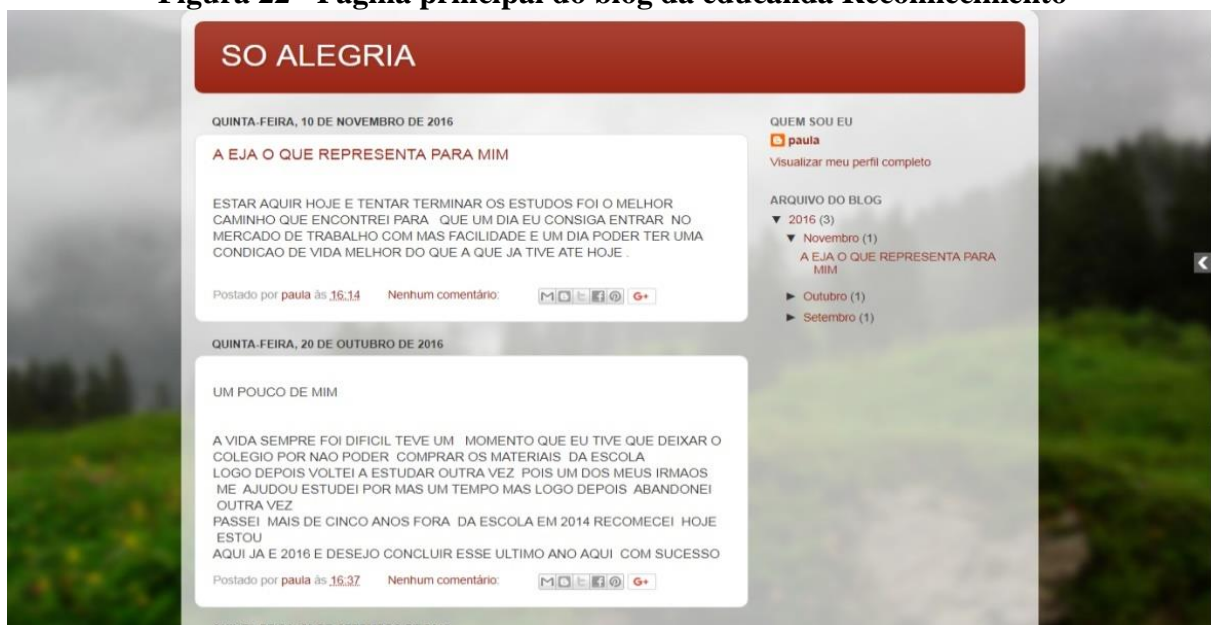 Figura 22 - Página principal do blog da educanda Reconhecimento
SO ALEGRIA
QUINTA-FEIRA, 10 DE NOVEMBRO DE 2016
A EJA O QUE REPRESENTA PARA MIM
ESTAR AQUIR HOJE E TENTAR TERMINAR OS ESTUDOS FOI O MELHOR
CAMINHO QUE ENCONTREI PARA QUE UM DIA EU CONSIGA ENTRAR NO
MERCADO DE TRABALHO COM MAS FACILIDADE E UM DIA PODER TER UMA
CONDICAO DE VIDA MELHOR DO QUE A QUE JA TIVE ATE HOJE .
Postado por paula às 16:14 Nenhum comentário:
QUINTA-FEIRA, 20 DE OUTUBRO DE 2016
UM POUCO DE MIM
A VIDA SEMPRE FOI DIFICIL TEVE UM MOMENTO QUE EU TIVE QUE DEIXAR O
COLEGIO POR NAO PODER COMPRAR OS MATERIAIS DA ESCOLA
LOGO DEPOIS VOLTEI A ESTUDAR OUTRA VEZ POIS UM DOS MEUS IRMAOS
ME AJUDOU ESTUDEI POR MAS UM TEMPO MAS LOGO DEPOIS ABANDONEI
OUTRA VEZ
PASSEI MAIS DE CINCO ANOS FORA DA ESCOLA EM 2014 RECOMECEI HOJE
ESTOU
AQUI JA E 2016 E DESEJO CONCLUIR ESSE ULTIMO ANO AQUI COM SUCESSO
Postado por paula às 16:37 Nenhum comentário:
QUEM SOU EU
paula
Visualizar meu perfil completo
ARQUIVO DO BLOG
▼ 2016 (3)
▼ Novembro (1)
A EJA O QUE REPRESENTA PARA
MIM
► Outubro (1)
► Setembro (1)